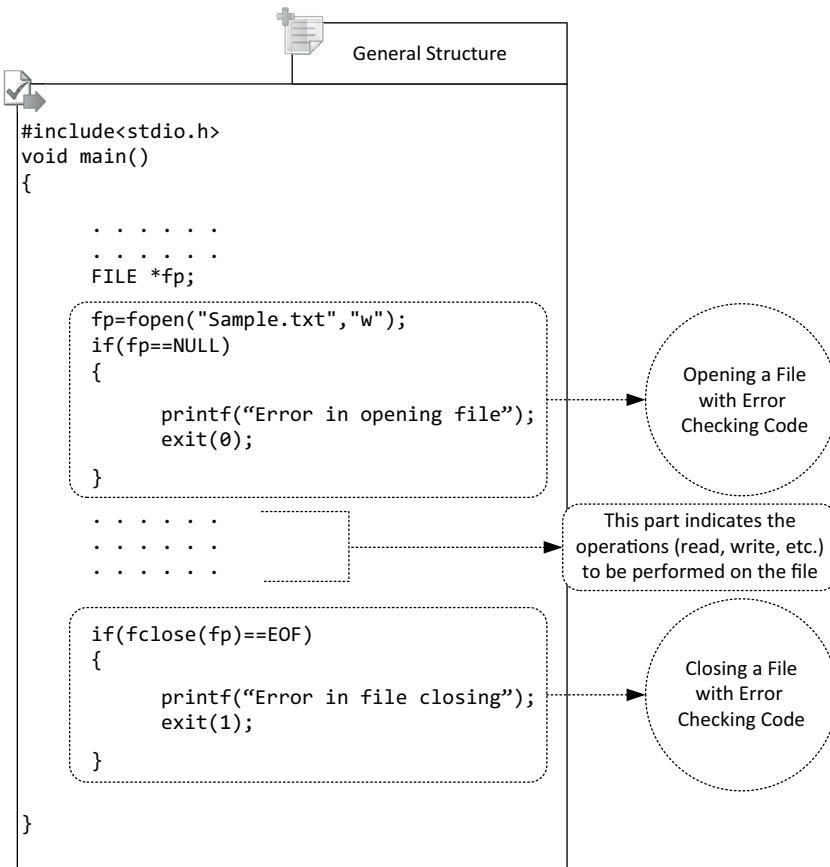 General Structure
#include<stdio.h>
void main()
{
. . . . . .
. . . . . .
FILE *fp;
fp=fopen("Sample.txt","w");
if(fp==NULL)
{
printf(“Error in opening file”);
exit(0);
}
Opening a File
with Error
Checking Code
. . . . . .
. . . . . .
. . . . . .
This part indicates the
operations (read, write, etc.)
to be performed on the file
if(fclose(fp)==EOF)
{
printf(“Error in file closing”);
exit(1);
}
Closing a File
with Error
Checking Code
}